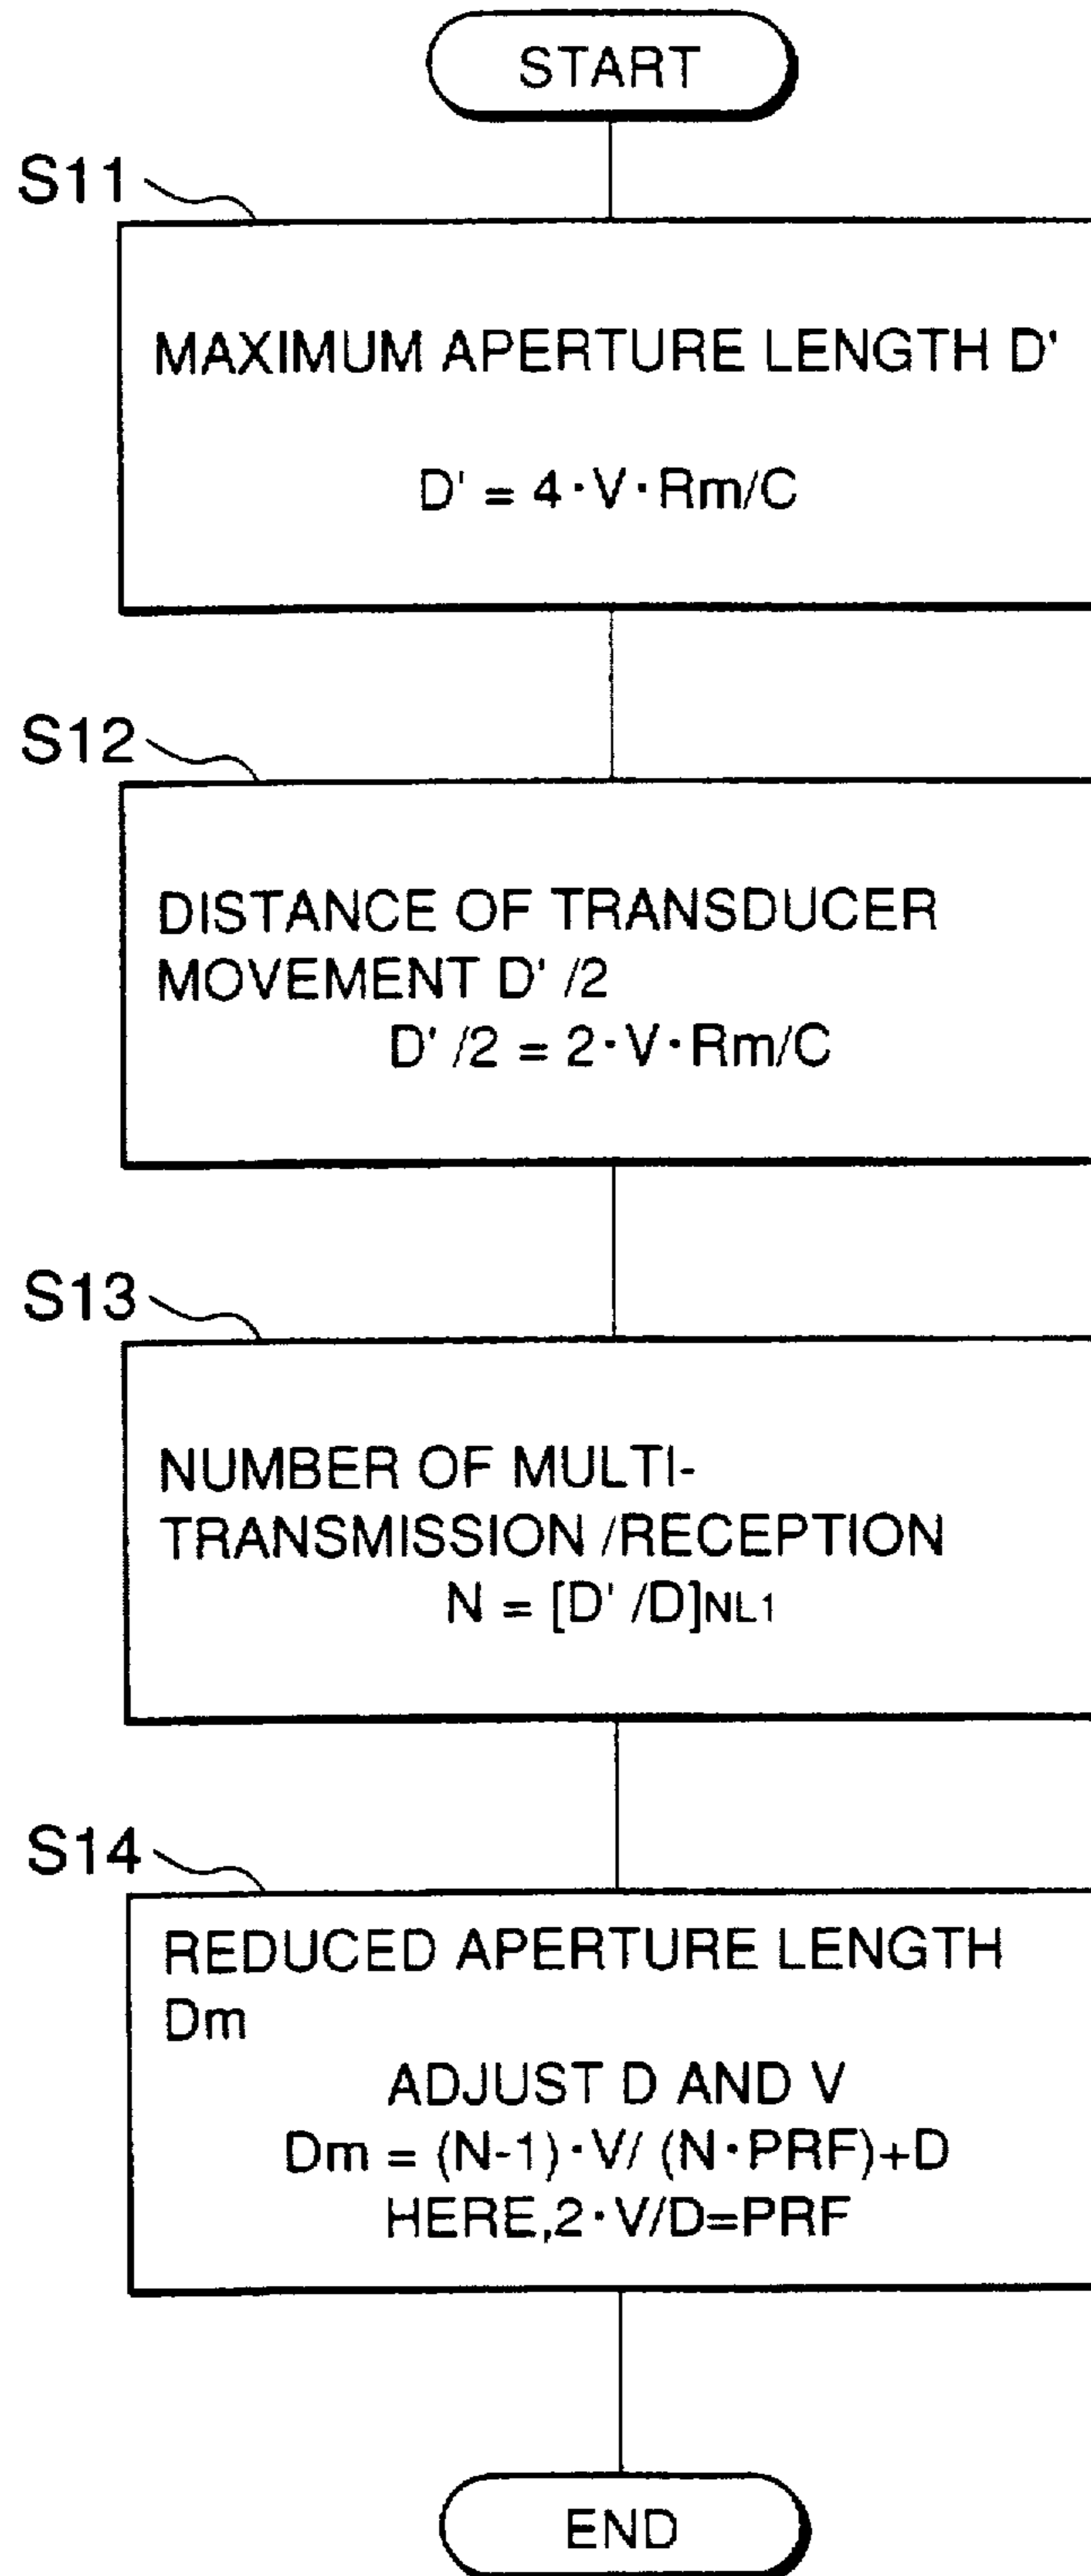 START
S11
MAXIMUM APERTURE LENGTH D'
D' = 4・V・Rm/C
S12
DISTANCE OF TRANSDUCER
MOVEMENT D' /2
D' /2 = 2・V・Rm/C
S13
NUMBER OF MULTI-
TRANSMISSION /RECEPTION
N = [D' /D]NL1
S14
REDUCED APERTURE LENGTH
Dm
ADJUST D AND V
Dm = (N-1)・V/ (N・PRF)+D
HERE,2・V/D=PRF
END